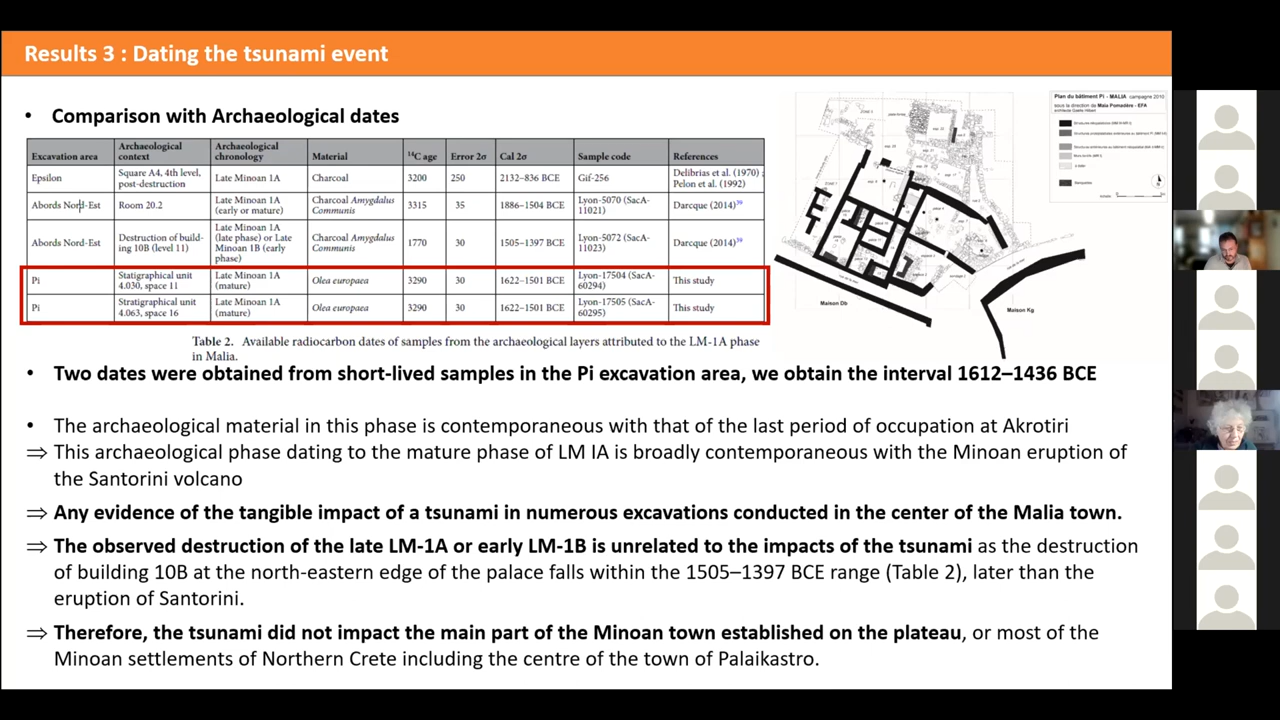 Results 3 : Dating the tsunami event
• Comparison with Archaeological dates
Excavation area | Archaeological context | Archaeological chronology | Material | 14C age | Error 2σ | Cal 2σ | Sample code | References
Epsilon | Square A4, 4th level, post-destruction | Late Minoan 1A | Charcoal | 3200 | 250 | 2132–836 BCE | Gif-256 | Delibrias et al. (1970); Pelon et al. (1992)
Abords Nord-Est | Room 20.2 | Late Minoan 1A (early or mature) | Charcoal Amygdalus Communis | 3315 | 35 | 1886–1504 BCE | Lyon-5070 (SacA-11021) | Darcque (2014)39
Abords Nord-Est | Destruction of building 10B (level 11) | Late Minoan 1A (late phase) or Late Minoan 1B (early phase) | Charcoal Amygdalus Communis | 1770 | 30 | 1505–1397 BCE | Lyon-5072 (SacA-11023) | Darcque (2014)39
Pi | Statigraphical unit 4.030, space 11 | Late Minoan 1A (mature) | Olea europaea | 3290 | 30 | 1622–1501 BCE | Lyon-17504 (SacA-60294) | This study
Pi | Stratigraphical unit 4.063, space 16 | Late Minoan 1A (mature) | Olea europaea | 3290 | 30 | 1622–1501 BCE | Lyon-17505 (SacA-60295) | This study
Table 2. Available radiocarbon dates of samples from the archaeological layers attributed to the LM-1A phase
in Malia.
Plan du bâtiment Pi - MALIA campagne 2010
sous la direction de Maia Pomadère - EFA
Maison Db
Maison Kg
• Two dates were obtained from short-lived samples in the Pi excavation area, we obtain the interval 1612–1436 BCE
• The archaeological material in this phase is contemporaneous with that of the last period of occupation at Akrotiri
⇒ This archaeological phase dating to the mature phase of LM IA is broadly contemporaneous with the Minoan eruption of
the Santorini volcano
⇒ Any evidence of the tangible impact of a tsunami in numerous excavations conducted in the center of the Malia town.
⇒ The observed destruction of the late LM-1A or early LM-1B is unrelated to the impacts of the tsunami as the destruction
of building 10B at the north-eastern edge of the palace falls within the 1505–1397 BCE range (Table 2), later than the
eruption of Santorini.
⇒ Therefore, the tsunami did not impact the main part of the Minoan town established on the plateau, or most of the
Minoan settlements of Northern Crete including the centre of the town of Palaikastro.